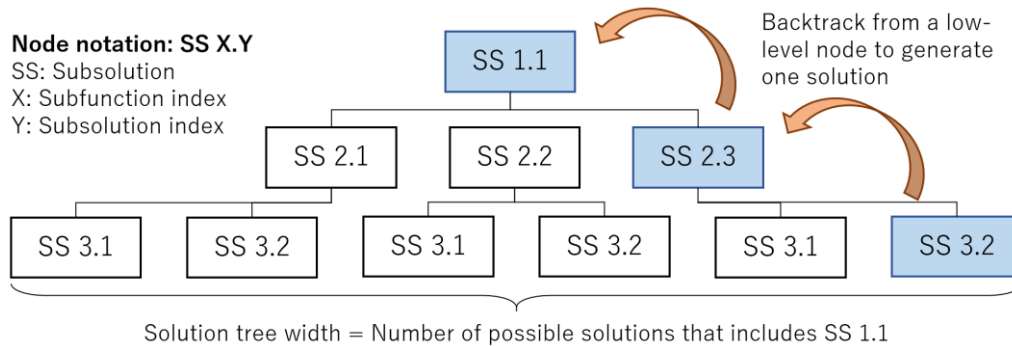 Node notation: SS X.Y
SS: Subsolution
X: Subfunction index
Y: Subsolution index
Backtrack from a low-
level node to generate
one solution
SS 1.1
SS 2.1
SS 2.2
SS 2.3
SS 3.1
SS 3.2
SS 3.1
SS 3.2
SS 3.1
SS 3.2
Solution tree width = Number of possible solutions that includes SS 1.1